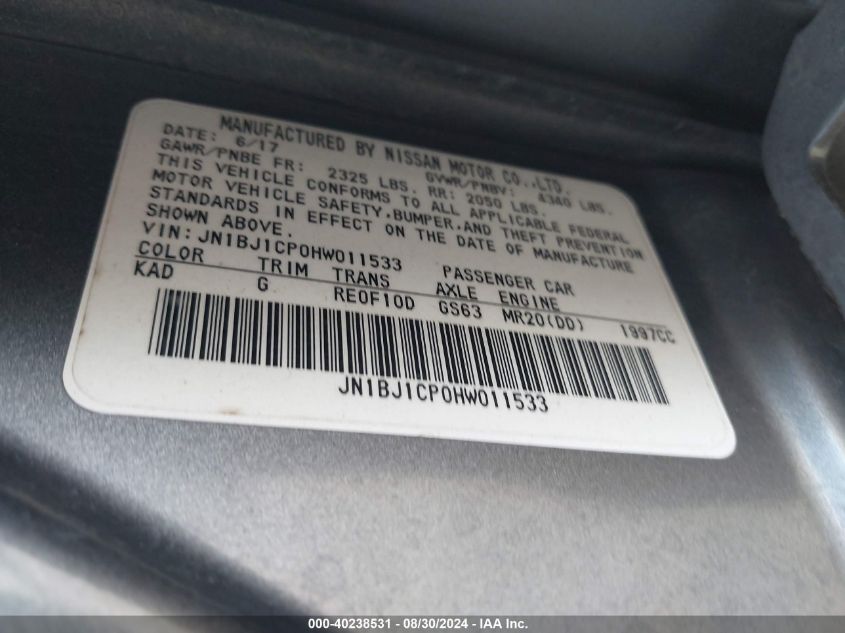 MANUFACTURED BY NISSAN MOTOR CO.,LTD.
DATE: 6/17 GVWR/PNBV: 4340 LBS.
GAWR/PNBE FR: 2325 LBS. RR: 2050 LBS.
THIS VEHICLE CONFORMS TO ALL APPLICABLE FEDERAL
MOTOR VEHICLE SAFETY,BUMPER,AND THEFT PREVENTION
STANDARDS IN EFFECT ON THE DATE OF MANUFACTURE
SHOWN ABOVE.
VIN: JN1BJ1CP0HW011533 PASSENGER CAR
COLOR TRIM TRANS AXLE ENGINE
KAD G RE0F10D GS63 MR20(DD) 1997CC
JN1BJ1CP0HW011533
000-40238531 - 08/30/2024 - IAA Inc.